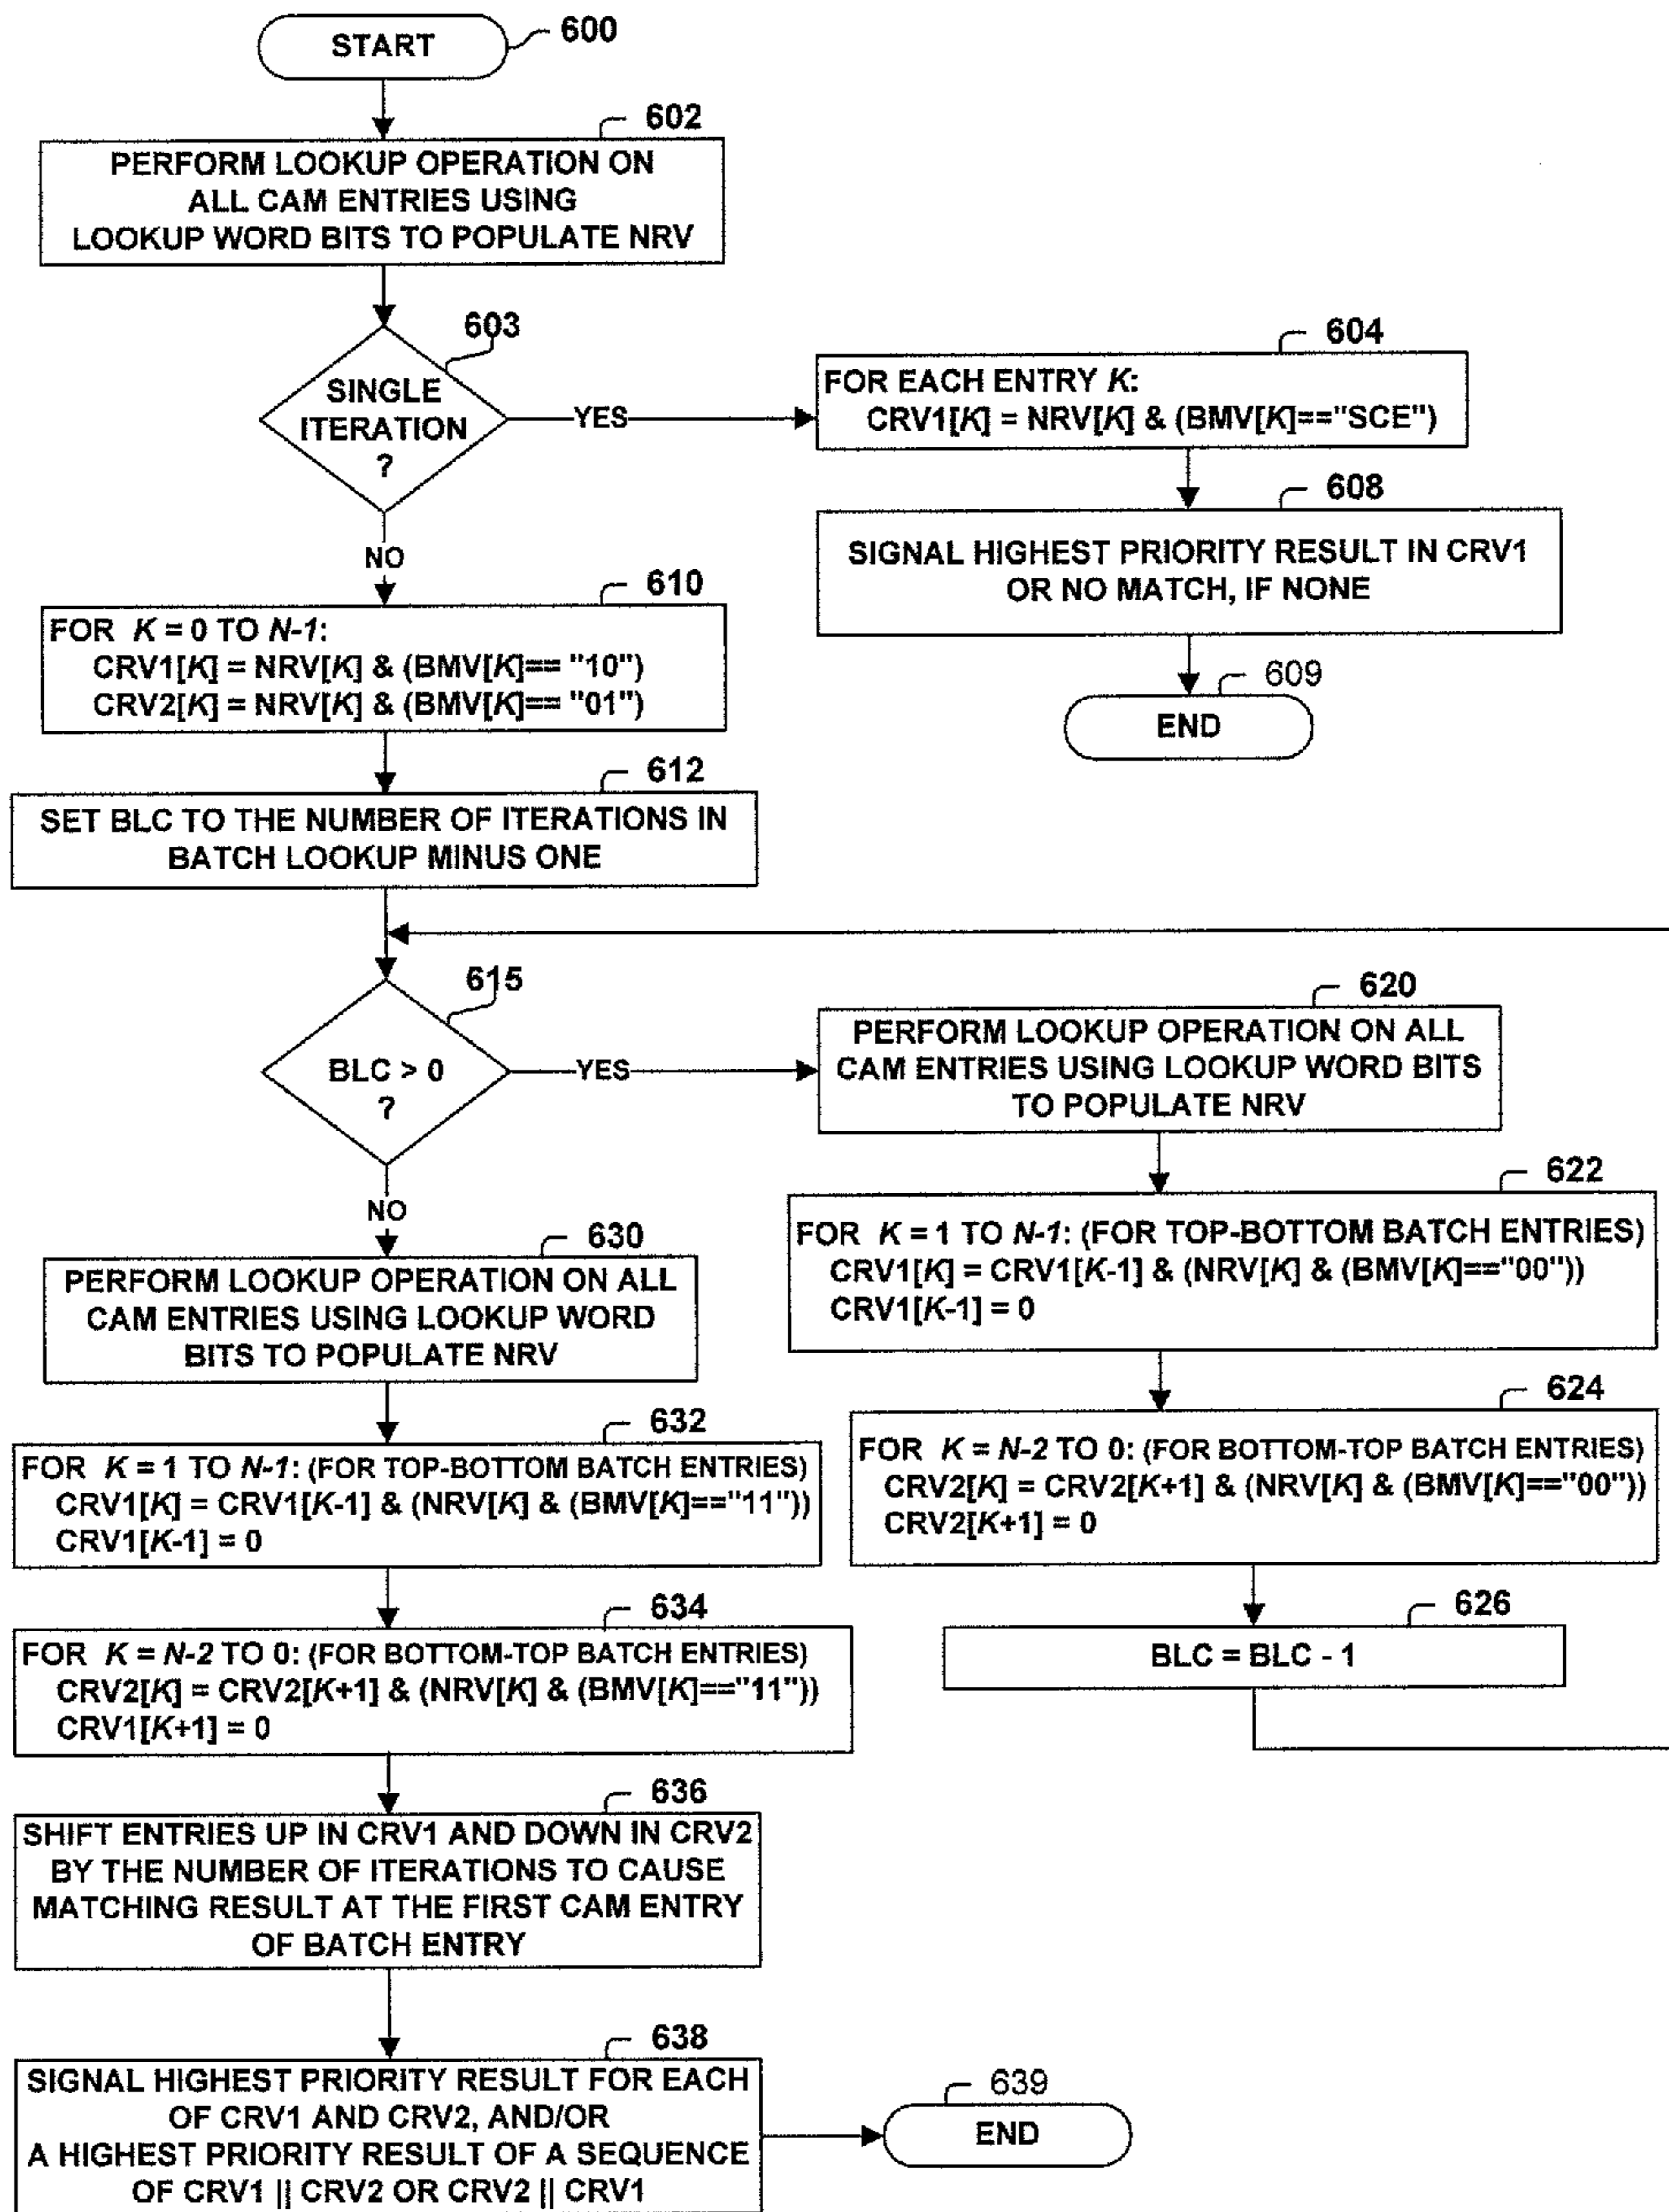 START
600
602
PERFORM LOOKUP OPERATION ON
ALL CAM ENTRIES USING
LOOKUP WORD BITS TO POPULATE NRV
603
SINGLE
ITERATION
?
YES
NO
604
FOR EACH ENTRY K:
CRV1[K] = NRV[K] & (BMV[K]=="SCE")
608
SIGNAL HIGHEST PRIORITY RESULT IN CRV1
OR NO MATCH, IF NONE
609
END
610
FOR K = 0 TO N-1:
CRV1[K] = NRV[K] & (BMV[K]== "10")
CRV2[K] = NRV[K] & (BMV[K]== "01")
612
SET BLC TO THE NUMBER OF ITERATIONS IN
BATCH LOOKUP MINUS ONE
615
BLC > 0
?
YES
NO
620
PERFORM LOOKUP OPERATION ON ALL
CAM ENTRIES USING LOOKUP WORD BITS
TO POPULATE NRV
622
FOR K = 1 TO N-1: (FOR TOP-BOTTOM BATCH ENTRIES)
CRV1[K] = CRV1[K-1] & (NRV[K] & (BMV[K]=="00"))
CRV1[K-1] = 0
624
FOR K = N-2 TO 0: (FOR BOTTOM-TOP BATCH ENTRIES)
CRV2[K] = CRV2[K+1] & (NRV[K] & (BMV[K]=="00"))
CRV2[K+1] = 0
626
BLC = BLC - 1
630
PERFORM LOOKUP OPERATION ON ALL
CAM ENTRIES USING LOOKUP WORD
BITS TO POPULATE NRV
632
FOR K = 1 TO N-1: (FOR TOP-BOTTOM BATCH ENTRIES)
CRV1[K] = CRV1[K-1] & (NRV[K] & (BMV[K]=="11"))
CRV1[K-1] = 0
634
FOR K = N-2 TO 0: (FOR BOTTOM-TOP BATCH ENTRIES)
CRV2[K] = CRV2[K+1] & (NRV[K] & (BMV[K]=="11"))
CRV1[K+1] = 0
636
SHIFT ENTRIES UP IN CRV1 AND DOWN IN CRV2
BY THE NUMBER OF ITERATIONS TO CAUSE
MATCHING RESULT AT THE FIRST CAM ENTRY
OF BATCH ENTRY
638
SIGNAL HIGHEST PRIORITY RESULT FOR EACH
OF CRV1 AND CRV2, AND/OR
A HIGHEST PRIORITY RESULT OF A SEQUENCE
OF CRV1 || CRV2 OR CRV2 || CRV1
639
END